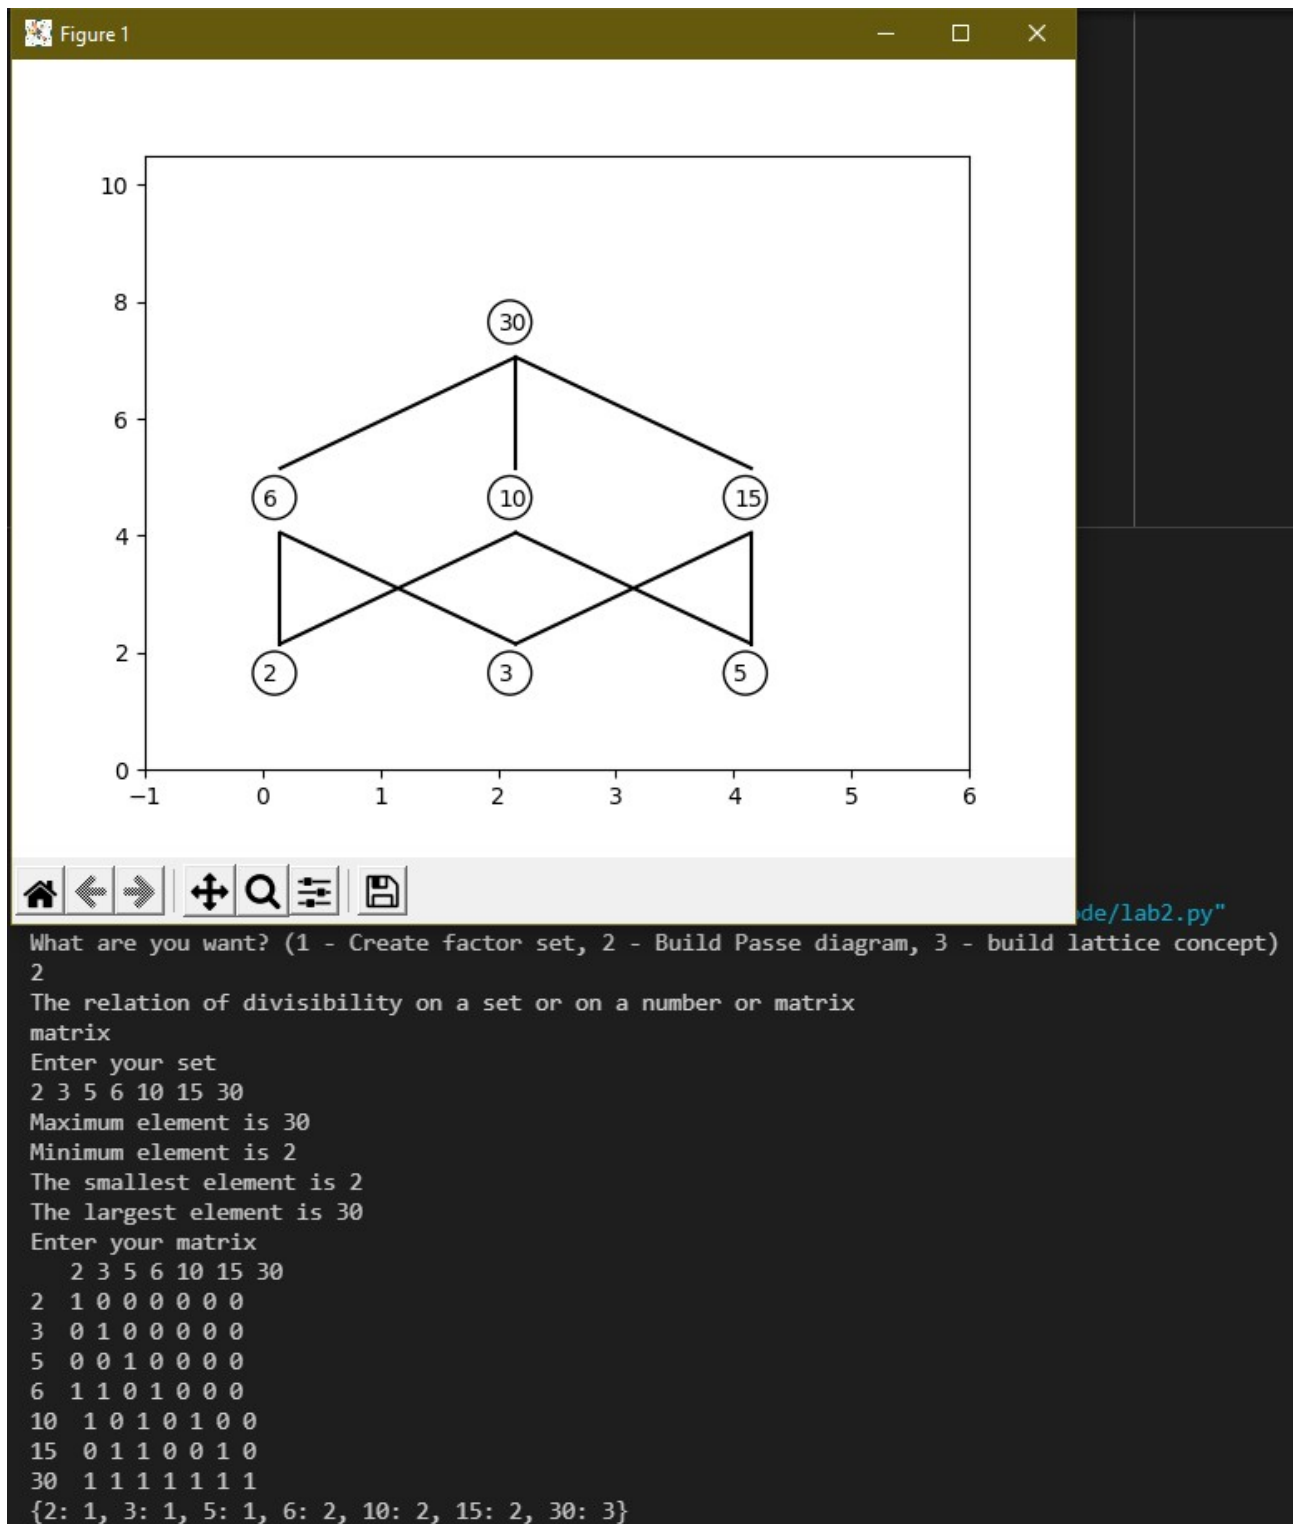 Figure 1
10
8
30
6
6 10 15
4
2
2 3 5
0
−1 0 1 2 3 4 5 6
de/lab2.py"
What are you want? (1 - Create factor set, 2 - Build Passe diagram, 3 - build lattice concept)
2
The relation of divisibility on a set or on a number or matrix
matrix
Enter your set
2 3 5 6 10 15 30
Maximum element is 30
Minimum element is 2
The smallest element is 2
The largest element is 30
Enter your matrix
2 3 5 6 10 15 30
2 1 0 0 0 0 0 0
3 0 1 0 0 0 0 0
5 0 0 1 0 0 0 0
6 1 1 0 1 0 0 0
10 1 0 1 0 1 0 0
15 0 1 1 0 0 1 0
30 1 1 1 1 1 1 1
{2: 1, 3: 1, 5: 1, 6: 2, 10: 2, 15: 2, 30: 3}